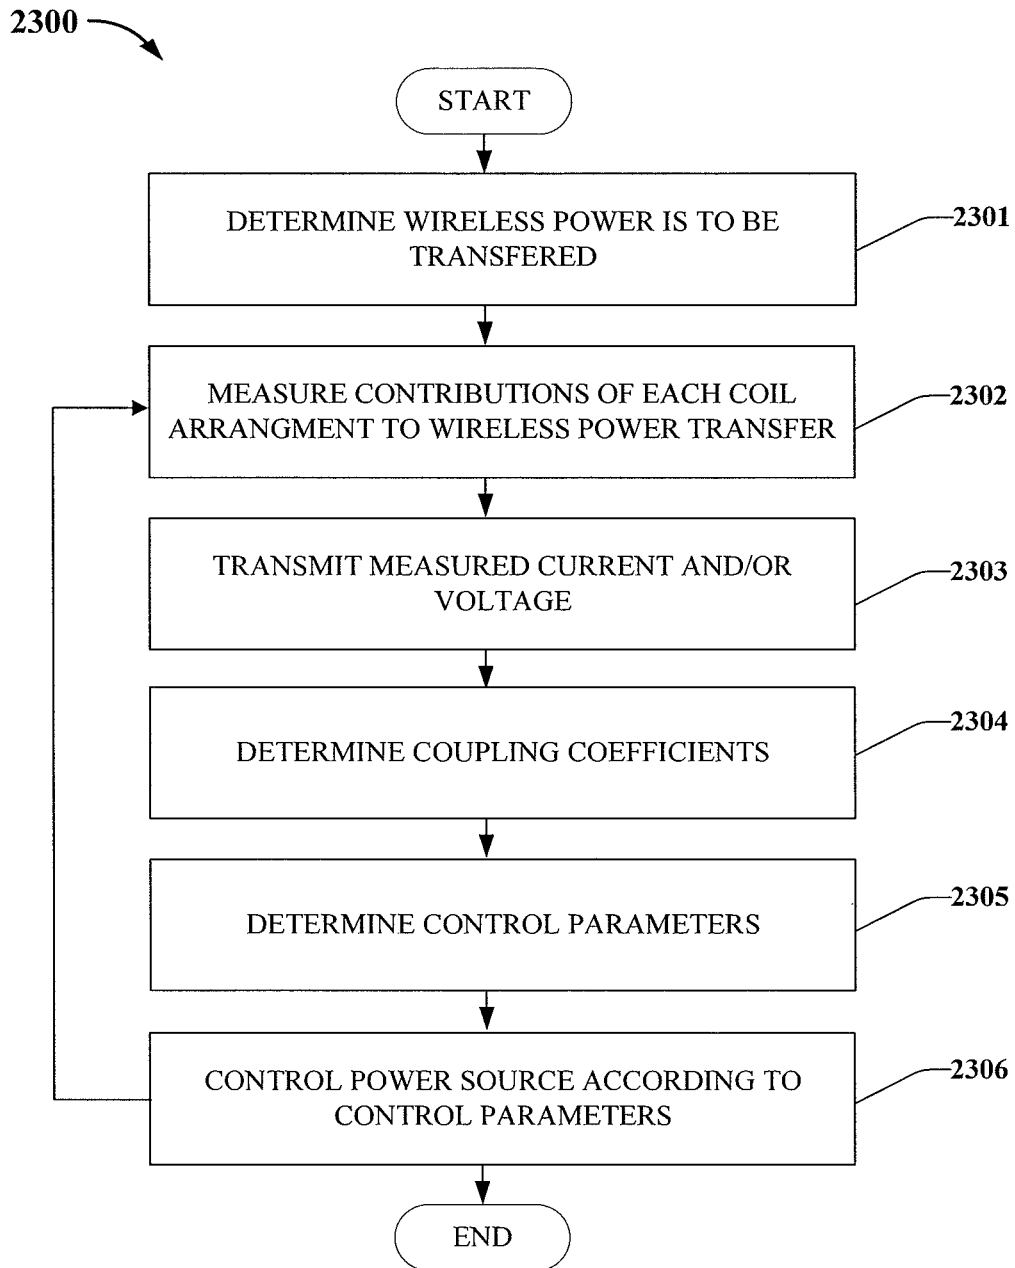 2300
START
DETERMINE WIRELESS POWER IS TO BE
TRANSFERED
2301
MEASURE CONTRIBUTIONS OF EACH COIL
ARRANGMENT TO WIRELESS POWER TRANSFER
2302
TRANSMIT MEASURED CURRENT AND/OR
VOLTAGE
2303
DETERMINE COUPLING COEFFICIENTS
2304
DETERMINE CONTROL PARAMETERS
2305
CONTROL POWER SOURCE ACCORDING TO
CONTROL PARAMETERS
2306
END